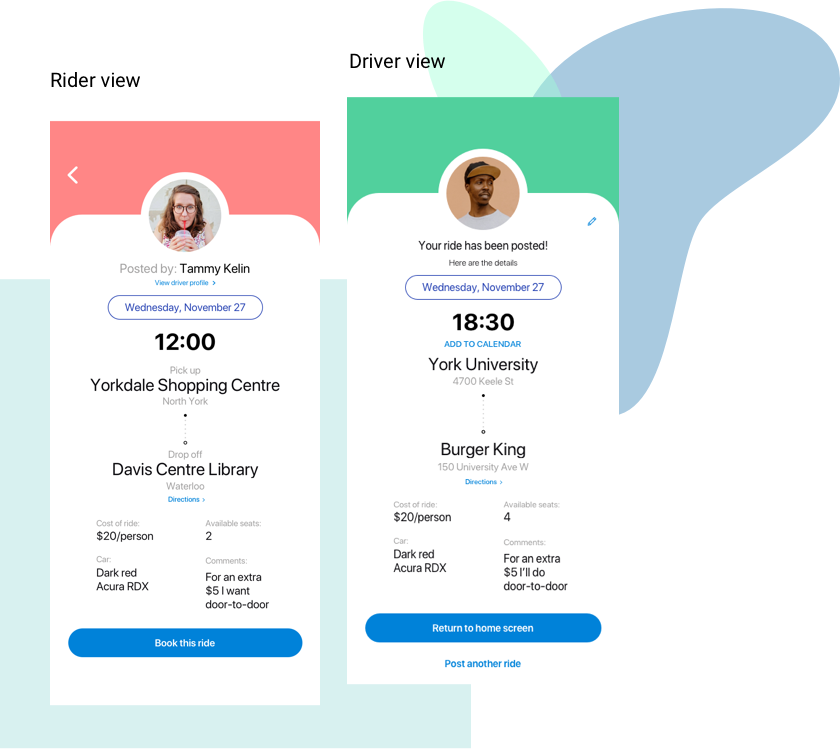 Rider view
Posted by: Tammy Kelin
View driver profile >
Wednesday, November 27
12:00
Pick up
Yorkdale Shopping Centre
North York
Drop off
Davis Centre Library
Waterloo
Directions >
Cost of ride:
$20/person
Available seats:
2
Car:
Dark red
Acura RDX
Comments:
For an extra
$5 I want
door-to-door
Book this ride
Driver view
Your ride has been posted!
Here are the details
Wednesday, November 27
18:30
ADD TO CALENDAR
York University
4700 Keele St
Burger King
150 University Ave W
Directions >
Cost of ride:
$20/person
Available seats:
4
Car:
Dark red
Acura RDX
Comments:
For an extra
$5 I'll do
door-to-door
Return to home screen
Post another ride